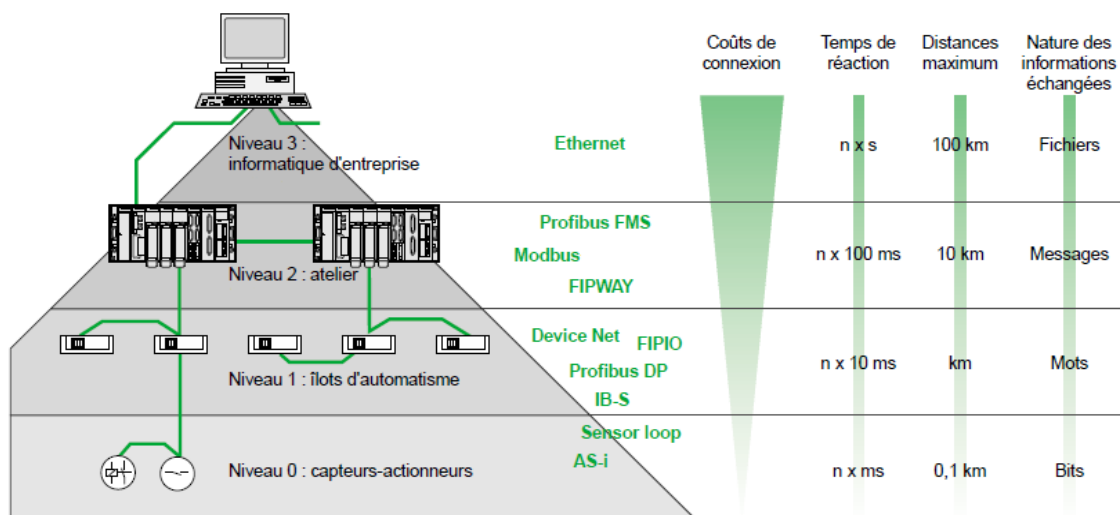 Coûts de
connexion
Temps de
réaction
Distances
maximum
Nature des
informations
échangées
Niveau 3 :
informatique d'entreprise
Ethernet
n x s
100 km
Fichiers
Profibus FMS
Modbus
FIPWAY
Niveau 2 : atelier
n x 100 ms
10 km
Messages
Device Net
FIPIO
Profibus DP
IB-S
Niveau 1 : îlots d'automatisme
n x 10 ms
km
Mots
Sensor loop
AS-i
Niveau 0 : capteurs-actionneurs
n x ms
0,1 km
Bits